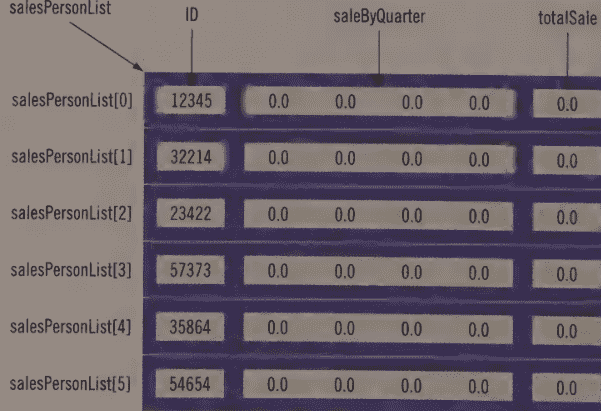 salesPersonList ID saleByQuarter totalSale
salesPersonList[0] 12345 0.0 0.0 0.0 0.0 0.0
salesPersonList[1] 32214 0.0 0.0 0.0 0.0 0.0
salesPersonList[2] 23422 0.0 0.0 0.0 0.0 0.0
salesPersonList[3] 57373 0.0 0.0 0.0 0.0 0.0
salesPersonList[4] 35864 0.0 0.0 0.0 0.0 0.0
salesPersonList[5] 54654 0.0 0.0 0.0 0.0 0.0